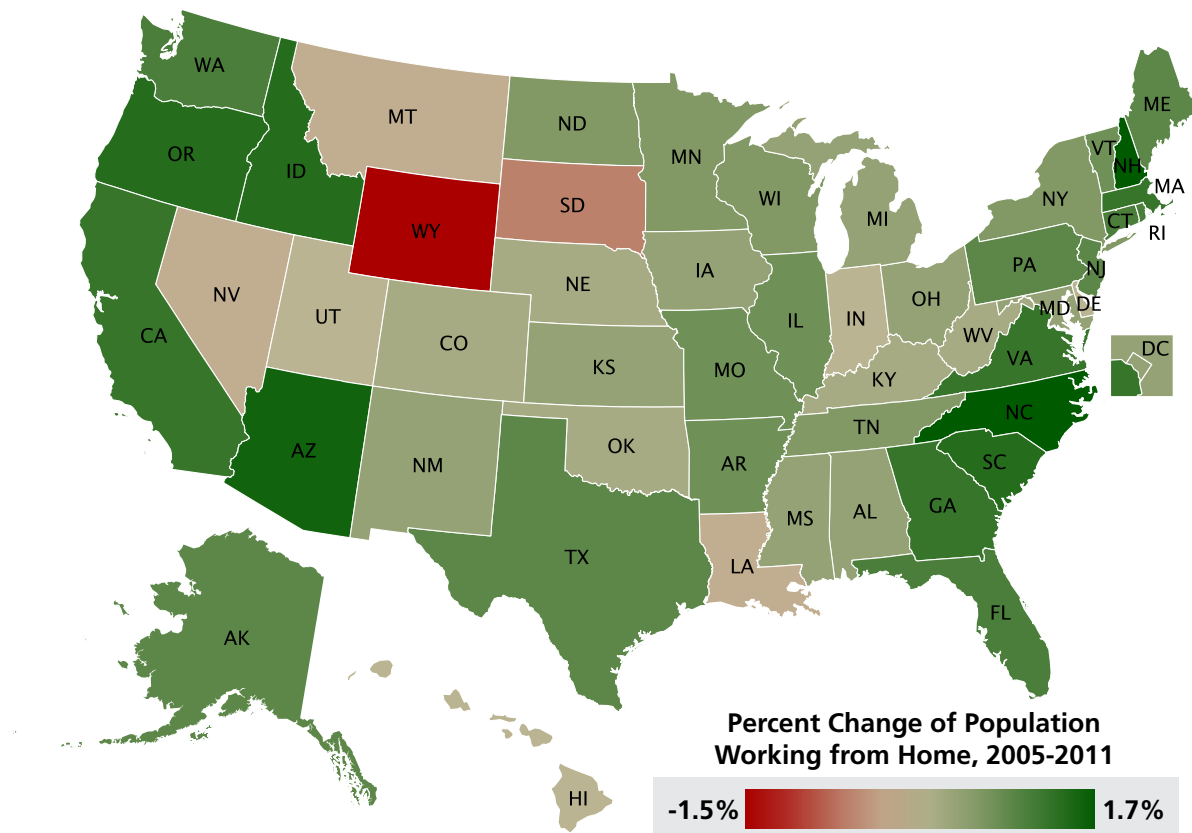 WA
OR
ID
MT
WY
ND
SD
MN
WI
MI
ME
VT
NH
NY
MA
CT
RI
PA
NJ
NV
UT
CO
NE
IA
IL
IN
OH
MD
DE
WV
VA
DC
CA
KS
MO
KY
NC
TN
SC
AZ
NM
OK
AR
MS
AL
GA
TX
LA
FL
AK
HI
Percent Change of Population
Working from Home, 2005-2011
-1.5% 1.7%